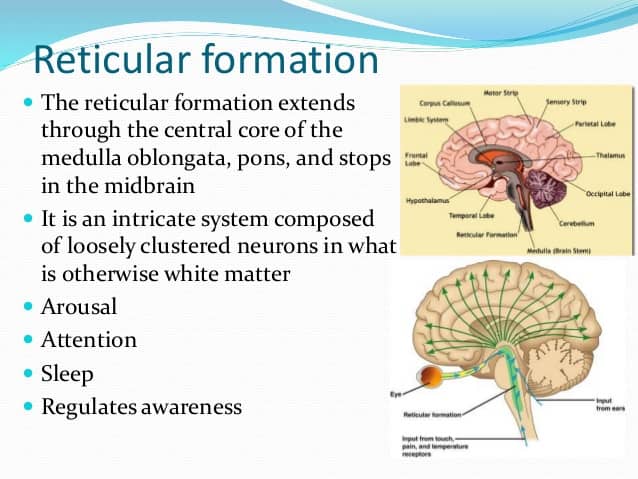 Reticular formation
The reticular formation extends
through the central core of the
medulla oblongata, pons, and stops
in the midbrain
It is an intricate system composed
of loosely clustered neurons in what
is otherwise white matter
Arousal
Attention
Sleep
Regulates awareness
Motor Strip
Corpus Callosum
Sensory Strip
Limbic System
Parietal Lobe
Frontal
Lobe
Thalamus
Occipital Lobe
Hypothalamus
Temporal Lobe
Cerebellum
Reticular Formation
Medulla (Brain Stem)
Eye
Reticular formation
Input
from ears
Input from touch,
pain, and temperature
receptors